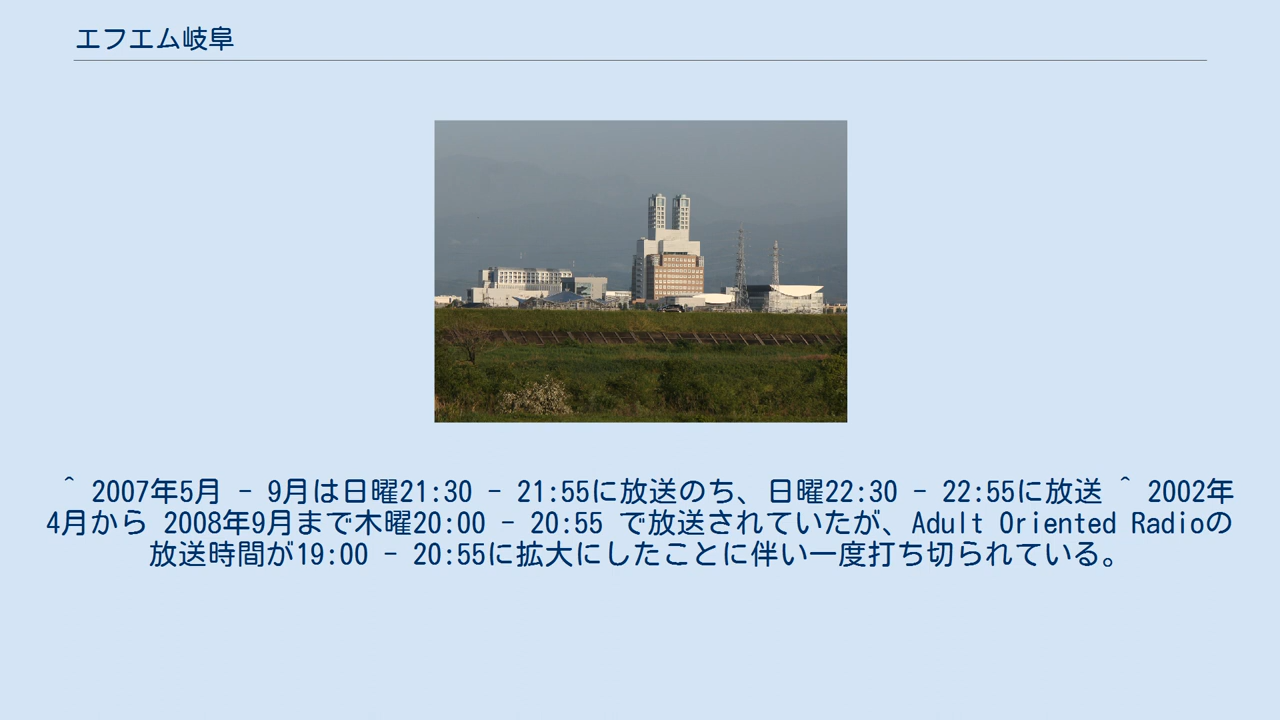 エフエム岐阜
^ 2007年5月 - 9月は日曜21:30 - 21:55に放送のち、日曜22:30 - 22:55に放送 ^ 2002年
4月から 2008年9月まで木曜20:00 - 20:55 で放送されていたが、Adult Oriented Radioの
放送時間が19:00 - 20:55に拡大にしたことに伴い一度打ち切られている。